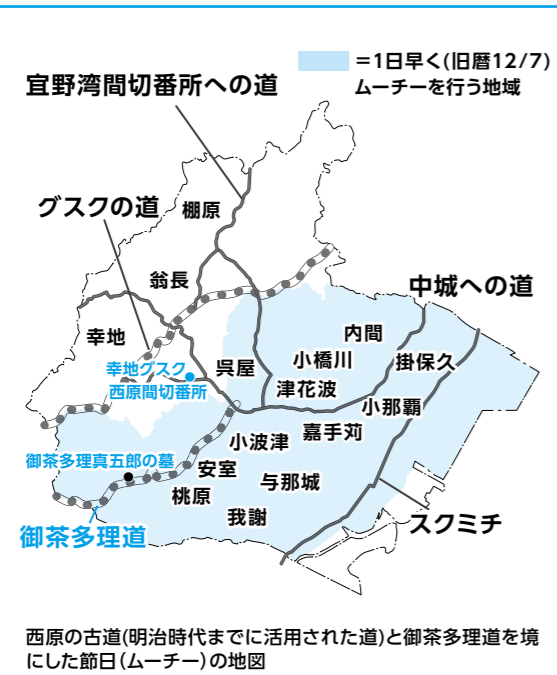 =1日早く(旧暦12/7)
ムーチーを行う地域
宜野湾間切番所への道
グスクの道
棚原
翁長
中城への道
幸地
内間
幸地グスク
呉屋
小橋川
掛保久
西原間切番所
津花波
小那覇
小波津
嘉手苅
御茶多理真五郎の墓
安室
与那城
桃原
我謝
スクミチ
御茶多理道
西原の古道(明治時代までに活用された道)と御茶多理道を境
にした節日(ムーチー)の地図